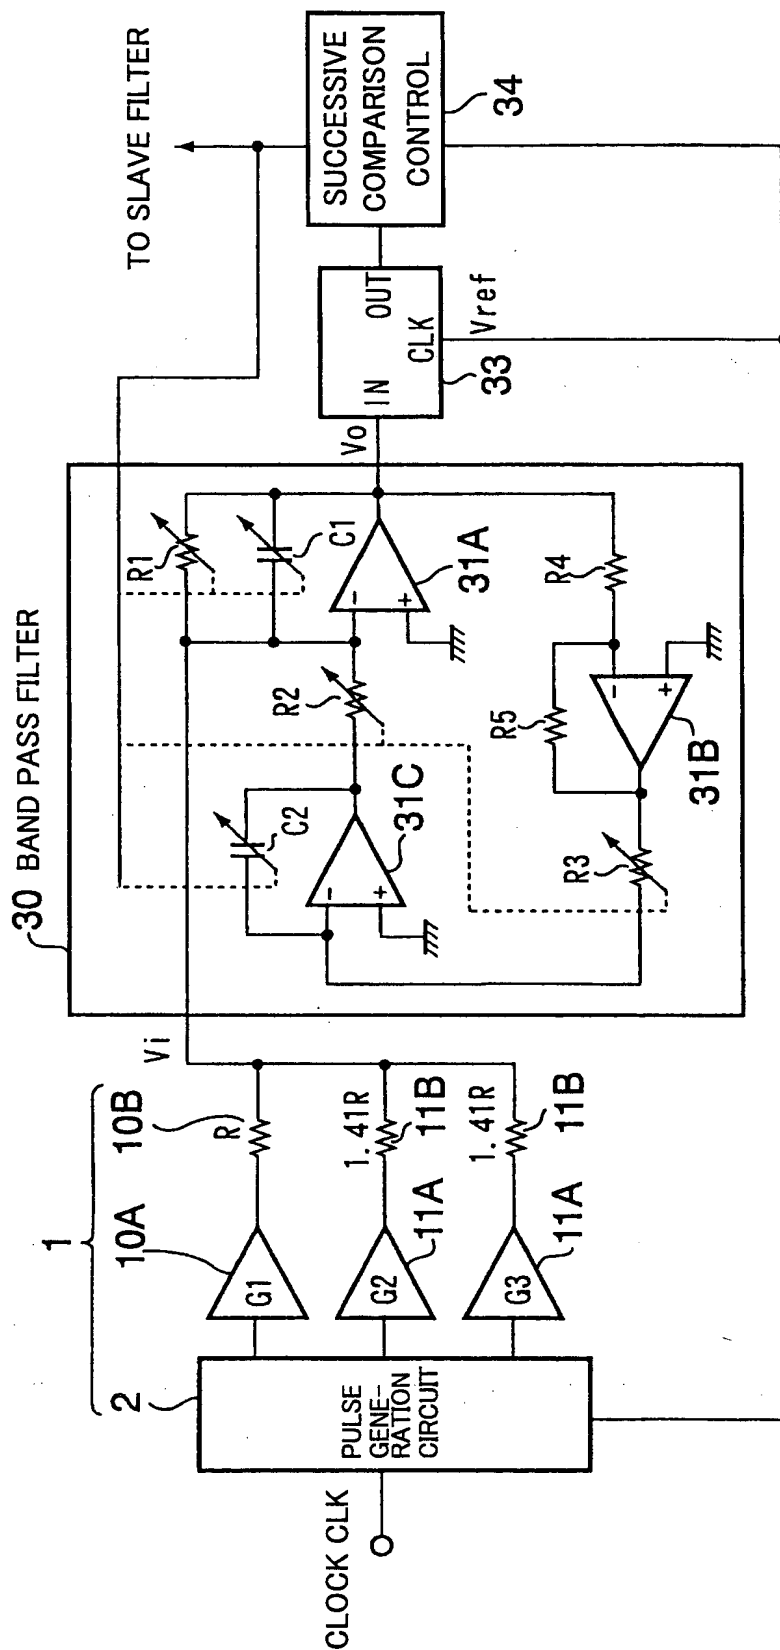 CLOCK CLK
2
PULSE
GENE-
RATION
CIRCUIT
1
10A
10B
G1
R
G2
1.41R
11A
11B
G3
1.41R
11A
11B
Vi
30 BAND PASS FILTER
C2
31C
R2
R1
C1
31A
R3
R5
31B
R4
Vo
IN
OUT
CLK
33
Vref
SUCCESSIVE
COMPARISON
CONTROL
34
TO SLAVE FILTER
-
+
-
+
-
+